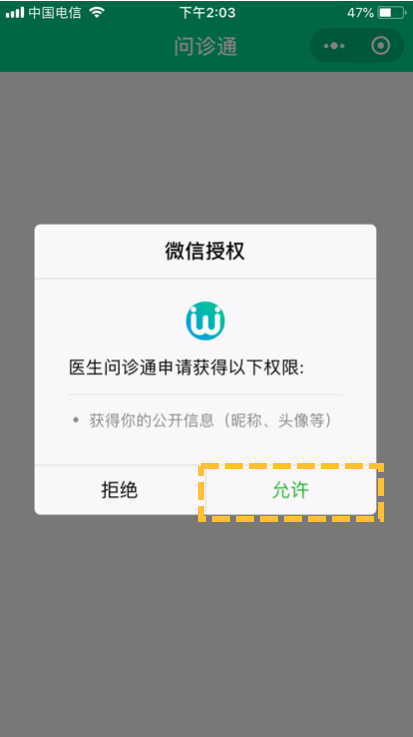 中国电信 下午2:03 47%
问诊通
微信授权
医生问诊通申请获得以下权限:
• 获得你的公开信息（昵称、头像等）
拒绝 允许